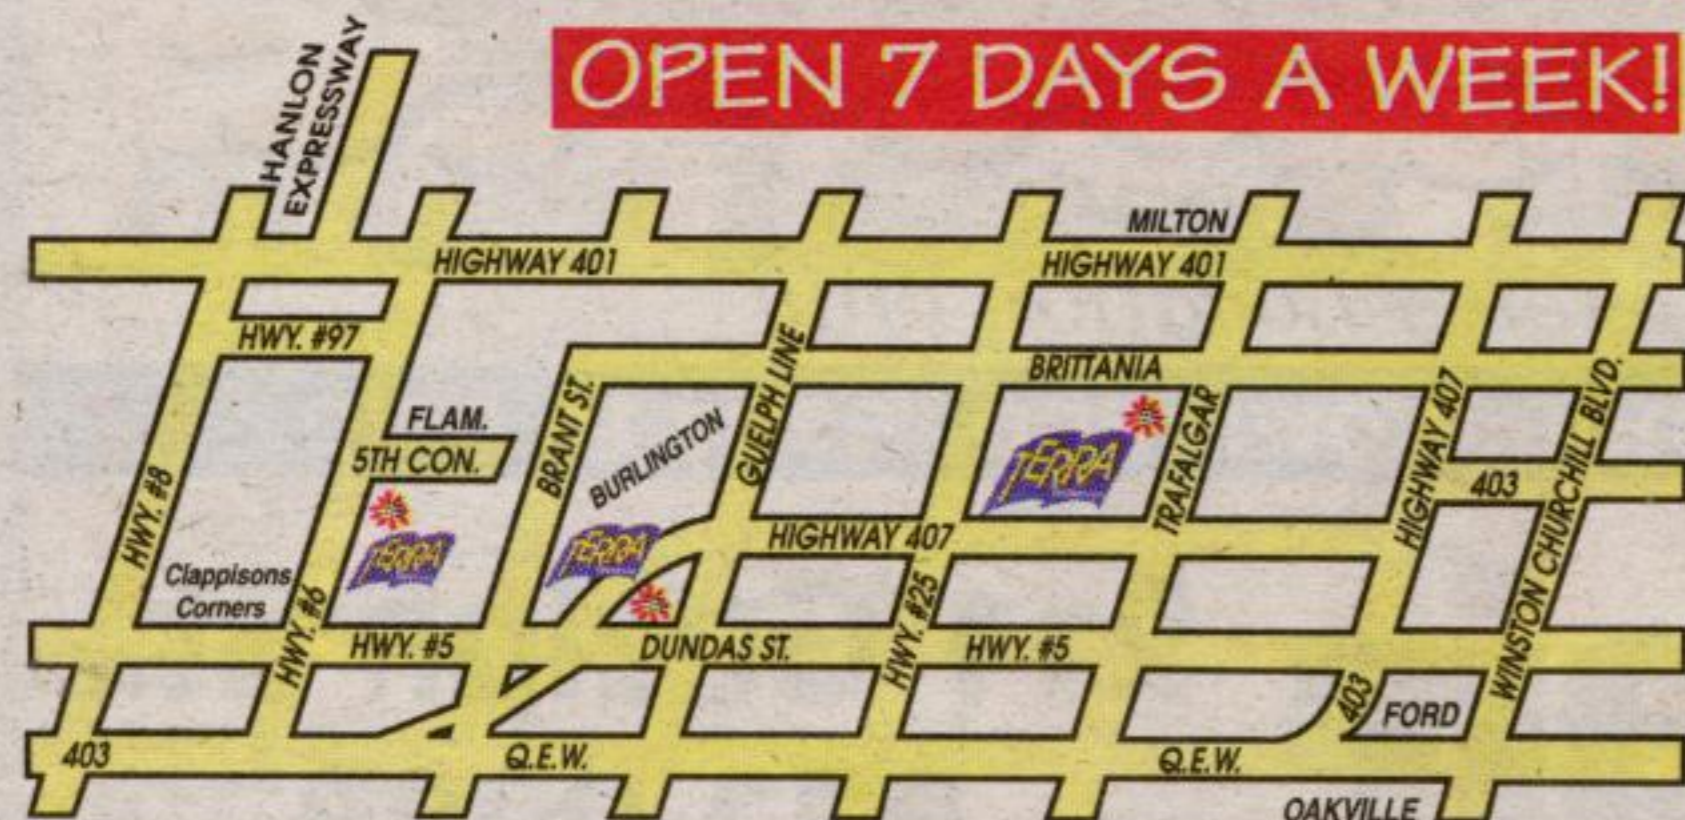 OPEN 7 DAYS A WEEK!
HANLON
EXPRESSWAY
MILTON
HIGHWAY 401
HIGHWAY 401
HWY. #97
BRITTANIA
FLAM.
5TH CON.
BRANT ST.
BURLINGTON
GUELPH LINE
TERRA
TRAFALGAR
HIGHWAY 407
WINSTON CHURCHILL BLVD.
403
HWY. #8
TERRA
TERRA
HIGHWAY 407
Clappisons
Corners
HWY. #6
HWY. #25
HWY. #5
DUNDAS ST.
HWY. #5
403
FORD
403
Q.E.W.
Q.E.W.
OAKVILLE